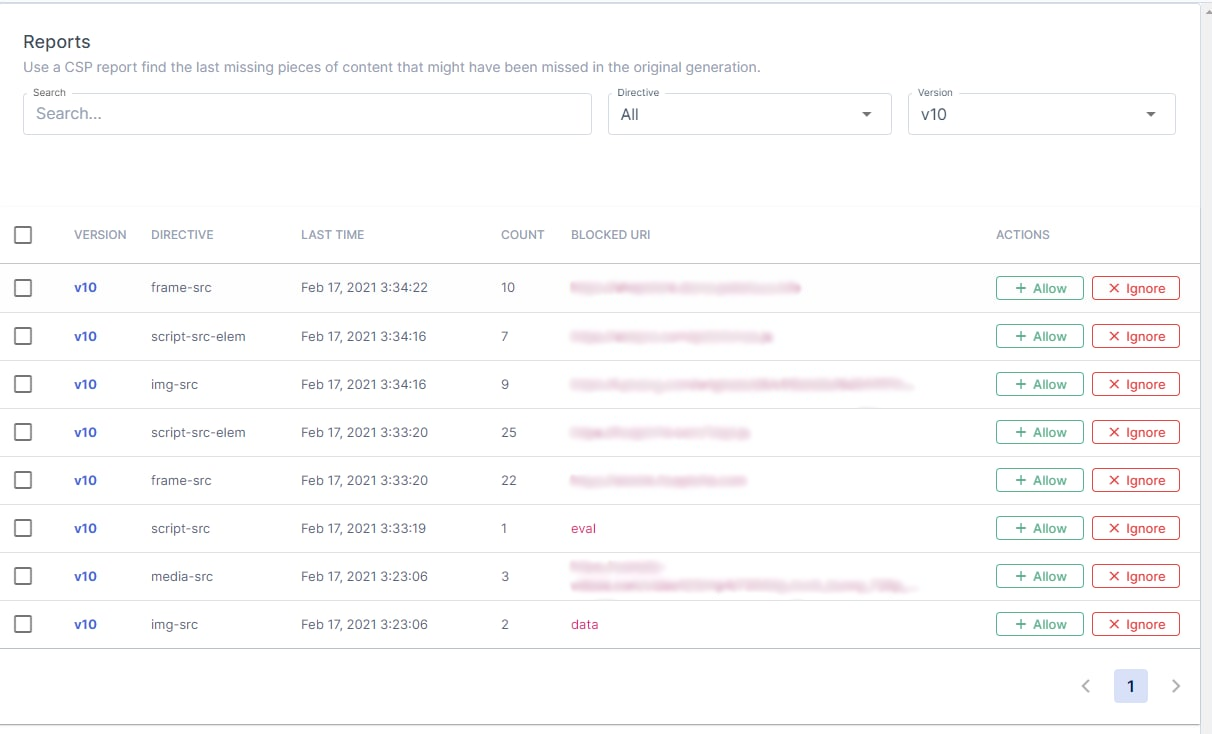 Reports
Use a CSP report find the last missing pieces of content that might have been missed in the original generation.
Search Directive Version
Search... All v10
VERSION DIRECTIVE LAST TIME COUNT BLOCKED URI ACTIONS
v10 frame-src Feb 17, 2021 3:34:22 10 + Allow × Ignore
v10 script-src-elem Feb 17, 2021 3:34:16 7 + Allow × Ignore
v10 img-src Feb 17, 2021 3:34:16 9 + Allow × Ignore
v10 script-src-elem Feb 17, 2021 3:33:20 25 + Allow × Ignore
v10 frame-src Feb 17, 2021 3:33:20 22 + Allow × Ignore
v10 script-src Feb 17, 2021 3:33:19 1 eval + Allow × Ignore
v10 media-src Feb 17, 2021 3:23:06 3 + Allow × Ignore
v10 img-src Feb 17, 2021 3:23:06 2 data + Allow × Ignore
1